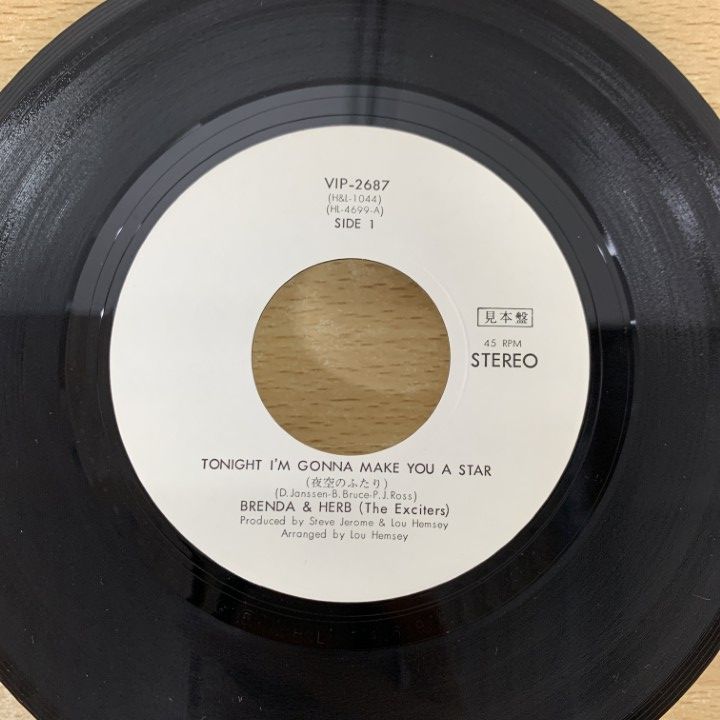 VIP-2687
(H&L-1044)
(HL-4699-A)
SIDE 1
見本盤
45 RPM
STEREO
TONIGHT I'M GONNA MAKE YOU A STAR
(夜空のふたり)
(D.Janssen-B.Bruce-P.J.Ross)
BRENDA & HERB (The Exciters)
Produced by Steve Jerome & Lou Hemsey
Arranged by Lou Hemsey